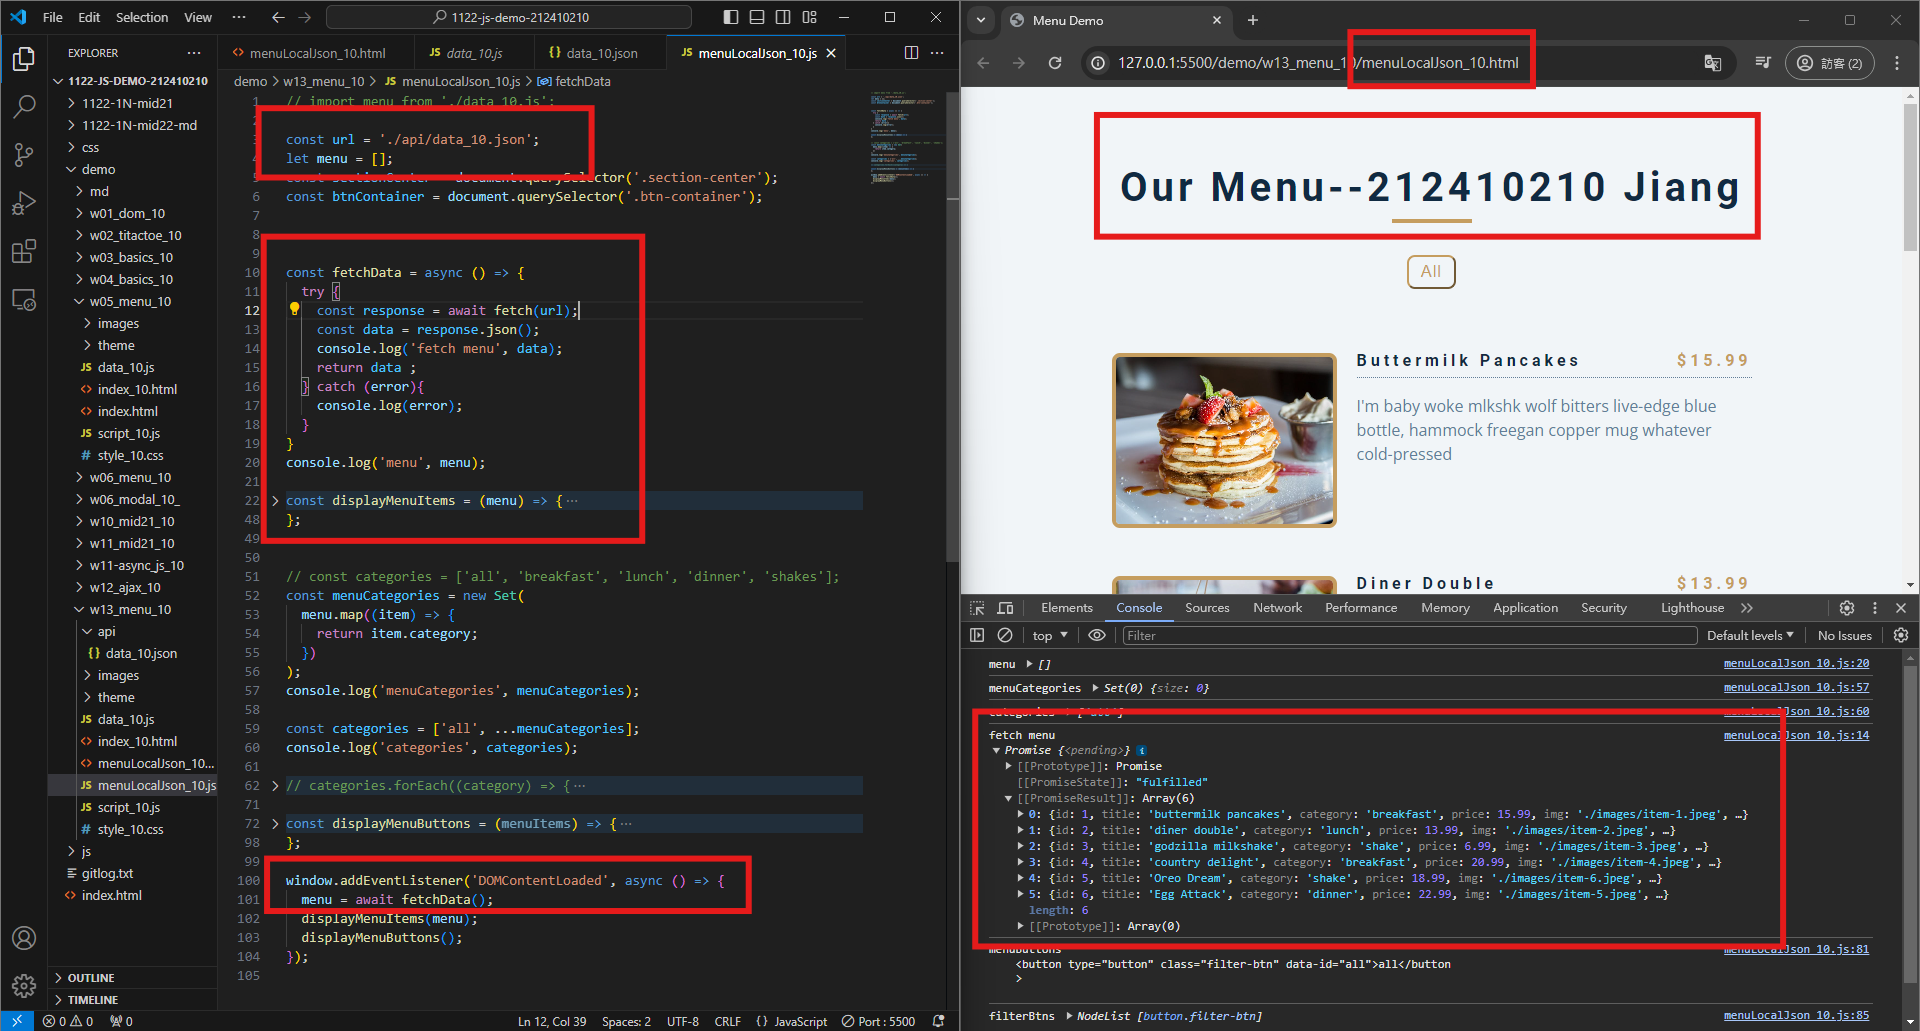 File Edit Selection View ··· 1122-js-demo-212410210
EXPLORER ···
1122-JS-DEMO-212410210
1122-1N-mid21
1122-1N-mid22-md
css
demo
md
w01_dom_10
w02_titactoe_10
w03_basics_10
w04_basics_10
w05_menu_10
images
theme
JS data_10.js
<> index_10.html
<> index.html
JS script_10.js
# style_10.css
w06_menu_10
w06_modal_10_
w10_mid21_10
w11_mid21_10
w11-async_js_10
w12_ajax_10
w13_menu_10
api
{} data_10.json
images
theme
JS data_10.js
<> index_10.html
<> menuLocalJson_10...
JS menuLocalJson_10.js
JS script_10.js
# style_10.css
js
gitlog.txt
<> index.html
OUTLINE
TIMELINE
<> menuLocalJson_10.html JS data_10.js {} data_10.json JS menuLocalJson_10.js
demo > w13_menu_10 > JS menuLocalJson_10.js > fetchData
1 // import menu from './data_10.js';
3 const url = './api/data_10.json';
4 let menu = [];
5 const sectionCenter = document.querySelector('.section-center');
6 const btnContainer = document.querySelector('.btn-container');
7
8
9
10 const fetchData = async () => {
11 try {
12 const response = await fetch(url);
13 const data = response.json();
14 console.log('fetch menu', data);
15 return data ;
16 } catch (error){
17 console.log(error);
18 }
19 }
20 console.log('menu', menu);
21
22 const displayMenuItems = (menu) => { ···
48 };
49
50
51 // const categories = ['all', 'breakfast', 'lunch', 'dinner', 'shakes'];
52 const menuCategories = new Set(
53 menu.map((item) => {
54 return item.category;
55 })
56 );
57 console.log('menuCategories', menuCategories);
58
59 const categories = ['all', ...menuCategories];
60 console.log('categories', categories);
61
62 // categories.forEach((category) => { ···
71
72 const displayMenuButtons = (menuItems) => { ···
98 };
99
100 window.addEventListener('DOMContentLoaded', async () => {
101 menu = await fetchData();
102 displayMenuItems(menu);
103 displayMenuButtons();
104 });
105
0 0 0 Ln 12, Col 39 Spaces: 2 UTF-8 CRLF {} JavaScript Port : 5500
Menu Demo
127.0.0.1:5500/demo/w13_menu_10/menuLocalJson_10.html 訪客 (2)
Our Menu--212410210 Jiang
All
Buttermilk Pancakes $15.99
I'm baby woke mlkshk wolf bitters live-edge blue
bottle, hammock freegan copper mug whatever
cold-pressed
Diner Double $13.99
Elements Console Sources Network Performance Memory Application Security Lighthouse
top Filter Default levels No Issues
menu [] menuLocalJson_10.js:20
menuCategories Set(0) {size: 0} menuLocalJson_10.js:57
categories menuLocalJson_10.js:60
fetch menu menuLocalJson_10.js:14
Promise {<pending>} i
[[Prototype]]: Promise
[[PromiseState]]: "fulfilled"
[[PromiseResult]]: Array(6)
0: {id: 1, title: 'buttermilk pancakes', category: 'breakfast', price: 15.99, img: './images/item-1.jpeg', …}
1: {id: 2, title: 'diner double', category: 'lunch', price: 13.99, img: './images/item-2.jpeg', …}
2: {id: 3, title: 'godzilla milkshake', category: 'shake', price: 6.99, img: './images/item-3.jpeg', …}
3: {id: 4, title: 'country delight', category: 'breakfast', price: 20.99, img: './images/item-4.jpeg', …}
4: {id: 5, title: 'Oreo Dream', category: 'shake', price: 18.99, img: './images/item-6.jpeg', …}
5: {id: 6, title: 'Egg Attack', category: 'dinner', price: 22.99, img: './images/item-5.jpeg', …}
length: 6
[[Prototype]]: Array(0)
menuButtons menuLocalJson_10.js:81
<button type="button" class="filter-btn" data-id="all">all</button
>
filterBtns NodeList [button.filter-btn] menuLocalJson_10.js:85